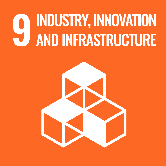 9 INDUSTRY, INNOVATION
AND INFRASTRUCTURE